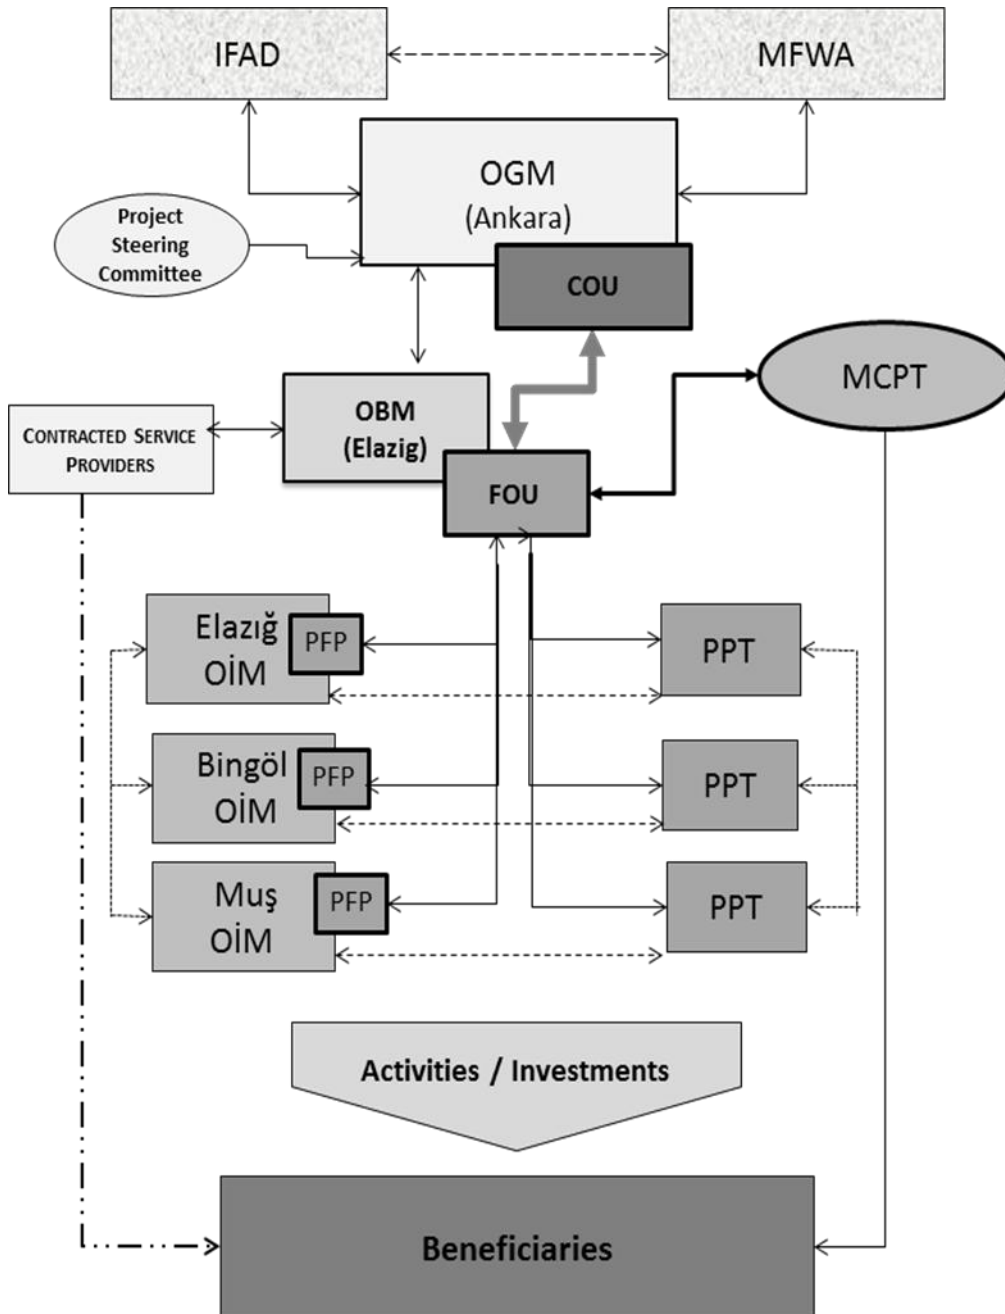 IFAD
MFWA
OGM
(Ankara)
Project
Steering
Committee
COU
MCPT
OBM
(Elazig)
CONTRACTED SERVICE
PROVIDERS
FOU
Elazığ
OİM
PFP
PPT
Bingöl
OİM
PFP
PPT
Muş
OİM
PFP
PPT
Activities / Investments
Beneficiaries